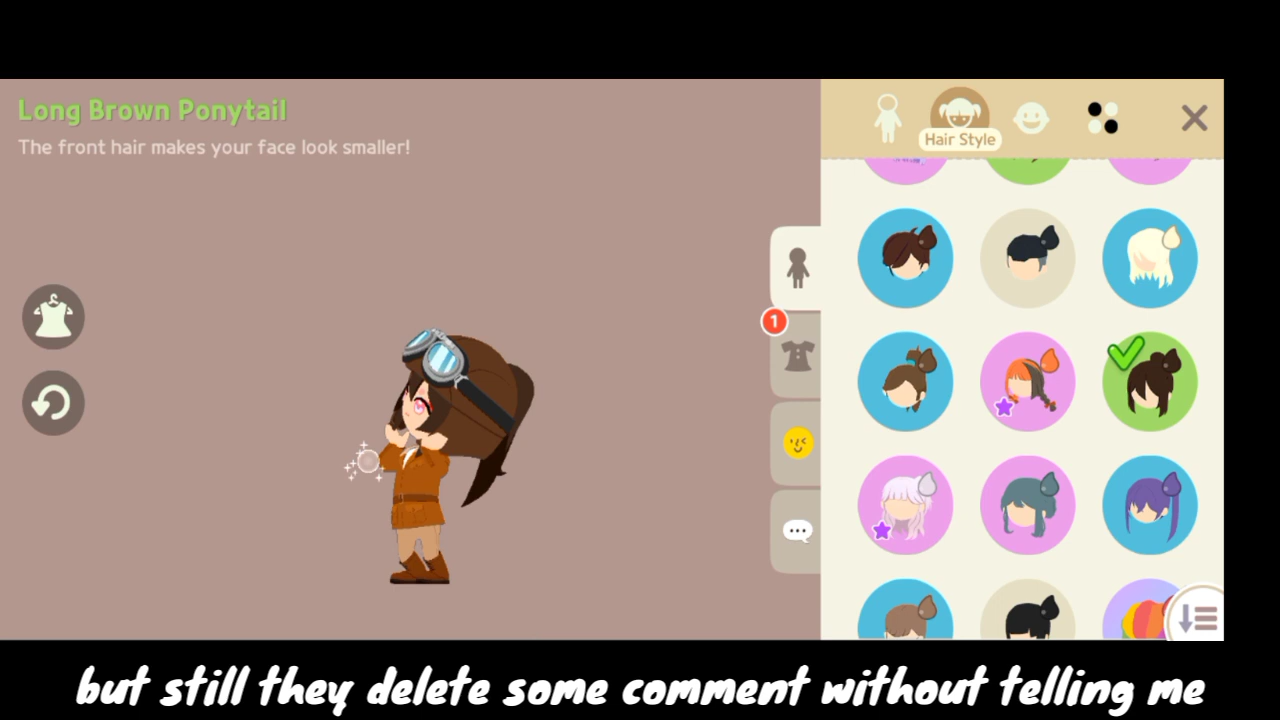 Long Brown Ponytail
The front hair makes your face look smaller!
Hair Style
1
but still they delete some comment without telling me